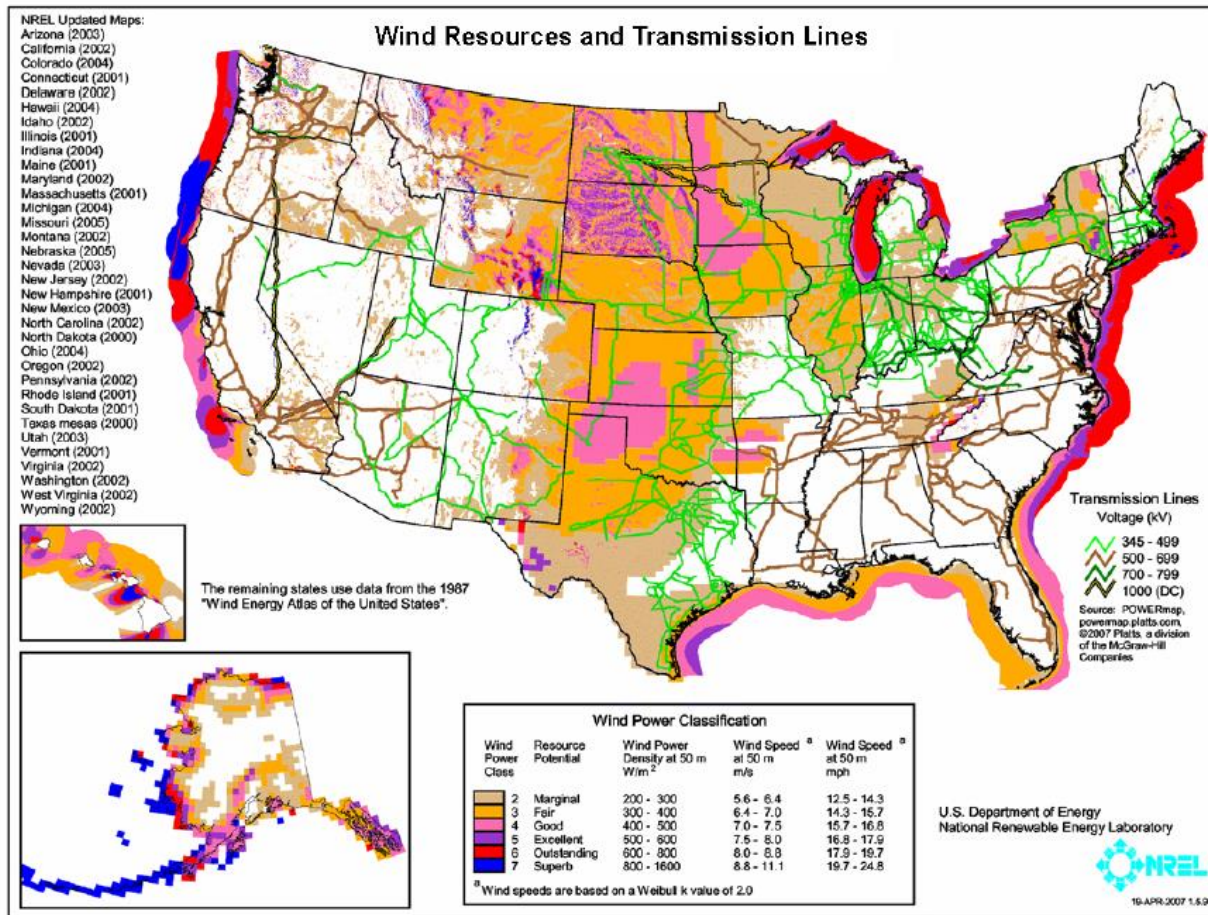 Wind Resources and Transmission Lines
NREL Updated Maps:
Arizona (2003)
California (2002)
Colorado (2004)
Connecticut (2001)
Delaware (2002)
Hawaii (2004)
Idaho (2002)
Illinois (2001)
Indiana (2004)
Maine (2001)
Maryland (2002)
Massachusetts (2001)
Michigan (2004)
Missouri (2005)
Montana (2002)
Nebraska (2005)
Nevada (2003)
New Jersey (2002)
New Hampshire (2001)
New Mexico (2003)
North Carolina (2002)
North Dakota (2000)
Ohio (2004)
Oregon (2002)
Pennsylvania (2002)
Rhode Island (2001)
South Dakota (2001)
Texas mesas (2000)
Utah (2003)
Vermont (2001)
Virginia (2002)
Washington (2002)
West Virginia (2002)
Wyoming (2002)
The remaining states use data from the 1987
"Wind Energy Atlas of the United States".
Transmission Lines
Voltage (kV)
345 - 499
500 - 699
700 - 799
1000 (DC)
Source: POWERmap,
powermap.platts.com,
©2007 Platts, a division
of the McGraw-Hill
Companies
Wind Power Classification
Wind Power Class Resource Potential Wind Power Density at 50 m W/m² Wind Speed a at 50 m m/s Wind Speed a at 50 m mph
2 Marginal 200 - 300 5.6 - 6.4 12.5 - 14.3
3 Fair 300 - 400 6.4 - 7.0 14.3 - 15.7
4 Good 400 - 500 7.0 - 7.5 15.7 - 16.8
5 Excellent 500 - 600 7.5 - 8.0 16.8 - 17.9
6 Outstanding 600 - 800 8.0 - 8.8 17.9 - 19.7
7 Superb 800 - 1600 8.8 - 11.1 19.7 - 24.8
a Wind speeds are based on a Weibull k value of 2.0
U.S. Department of Energy
National Renewable Energy Laboratory
NREL
19-APR-2007 1.5.9